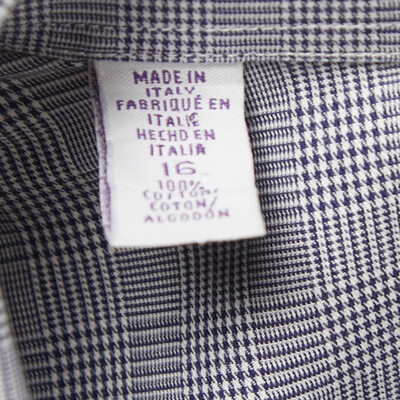 MADE IN
ITALY
FABRIQUÉ EN
ITALIE
HECHO EN
ITALIA
16
100%
COTTON/
COTON/
ALGODON